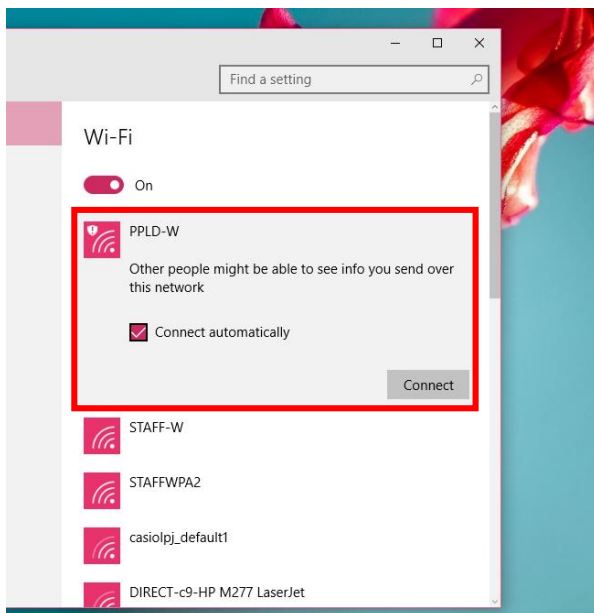 Find a setting
Wi-Fi
On
PPLD-W
Other people might be able to see info you send over
this network
Connect automatically
Connect
STAFF-W
STAFFWPA2
casiolpj_default1
DIRECT-c9-HP M277 LaserJet